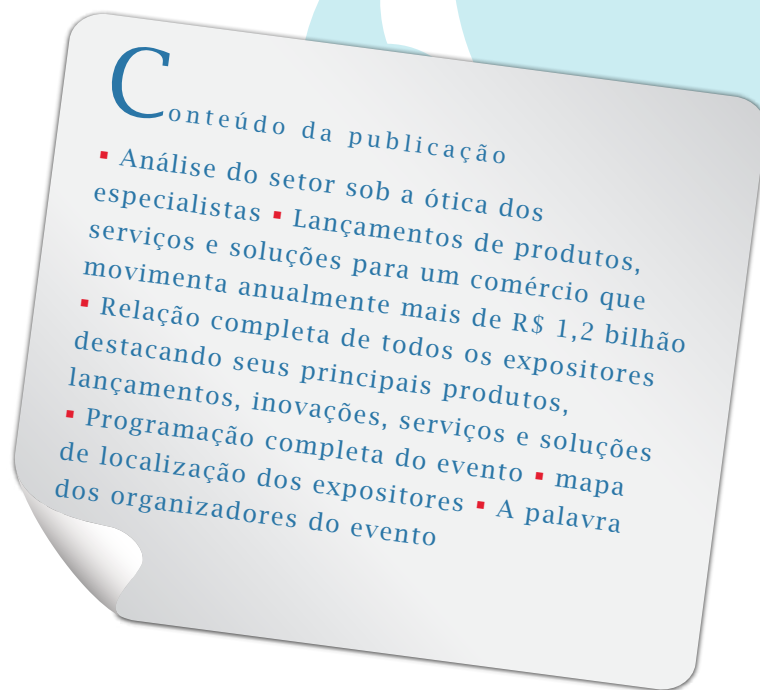 Conteúdo da publicação
▪ Análise do setor sob a ótica dos
especialistas ▪ Lançamentos de produtos,
serviços e soluções para um comércio que
movimenta anualmente mais de R$ 1,2 bilhão
▪ Relação completa de todos os expositores
destacando seus principais produtos,
lançamentos, inovações, serviços e soluções
▪ Programação completa do evento ▪ mapa
de localização dos expositores ▪ A palavra
dos organizadores do evento